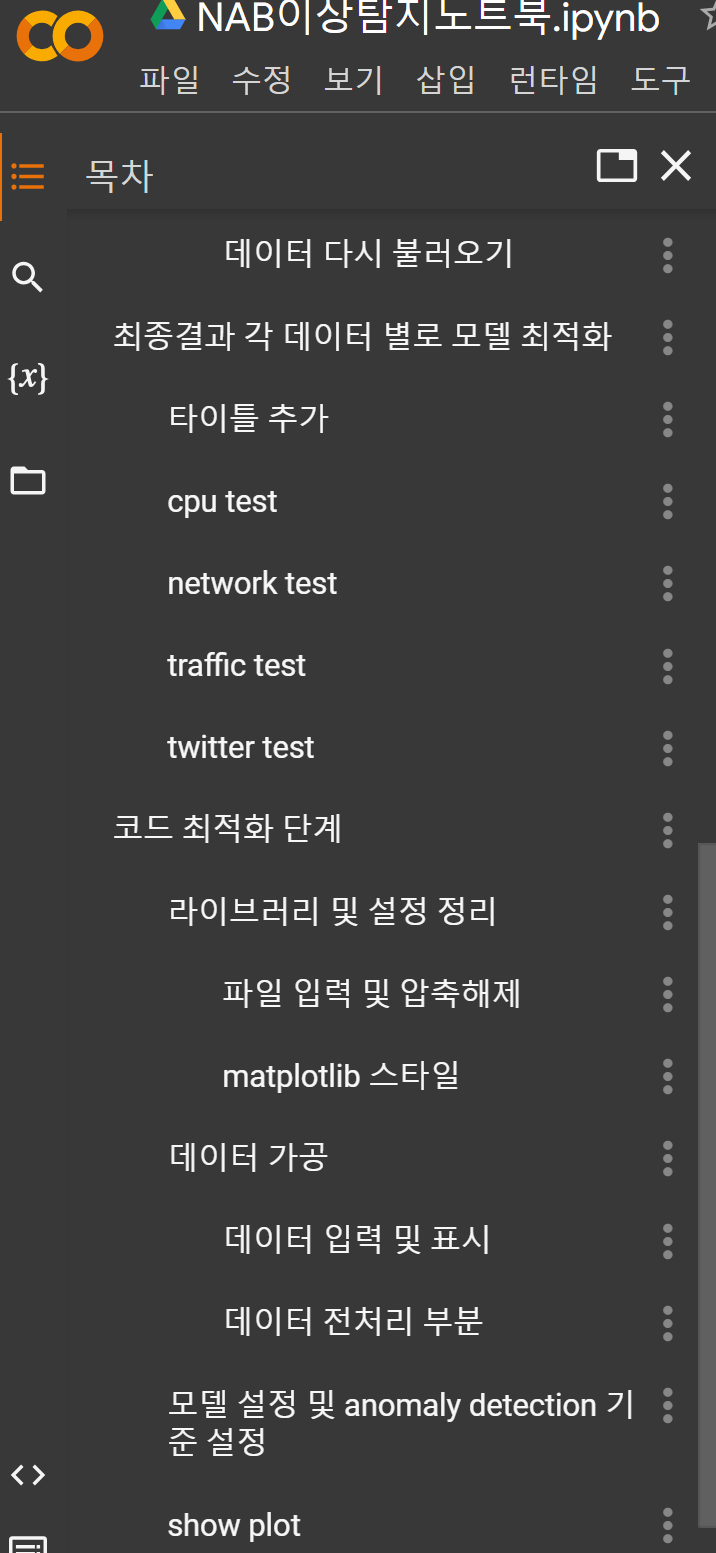 NAB이상탐지노트북.ipynb
파일 수정 보기 삽입 런타임 도구
목차
데이터 다시 불러오기
최종결과 각 데이터 별로 모델 최적화
{x}
타이틀 추가
cpu test
network test
traffic test
twitter test
코드 최적화 단계
라이브러리 및 설정 정리
파일 입력 및 압축해제
matplotlib 스타일
데이터 가공
데이터 입력 및 표시
데이터 전처리 부분
모델 설정 및 anomaly detection 기
준 설정
show plot